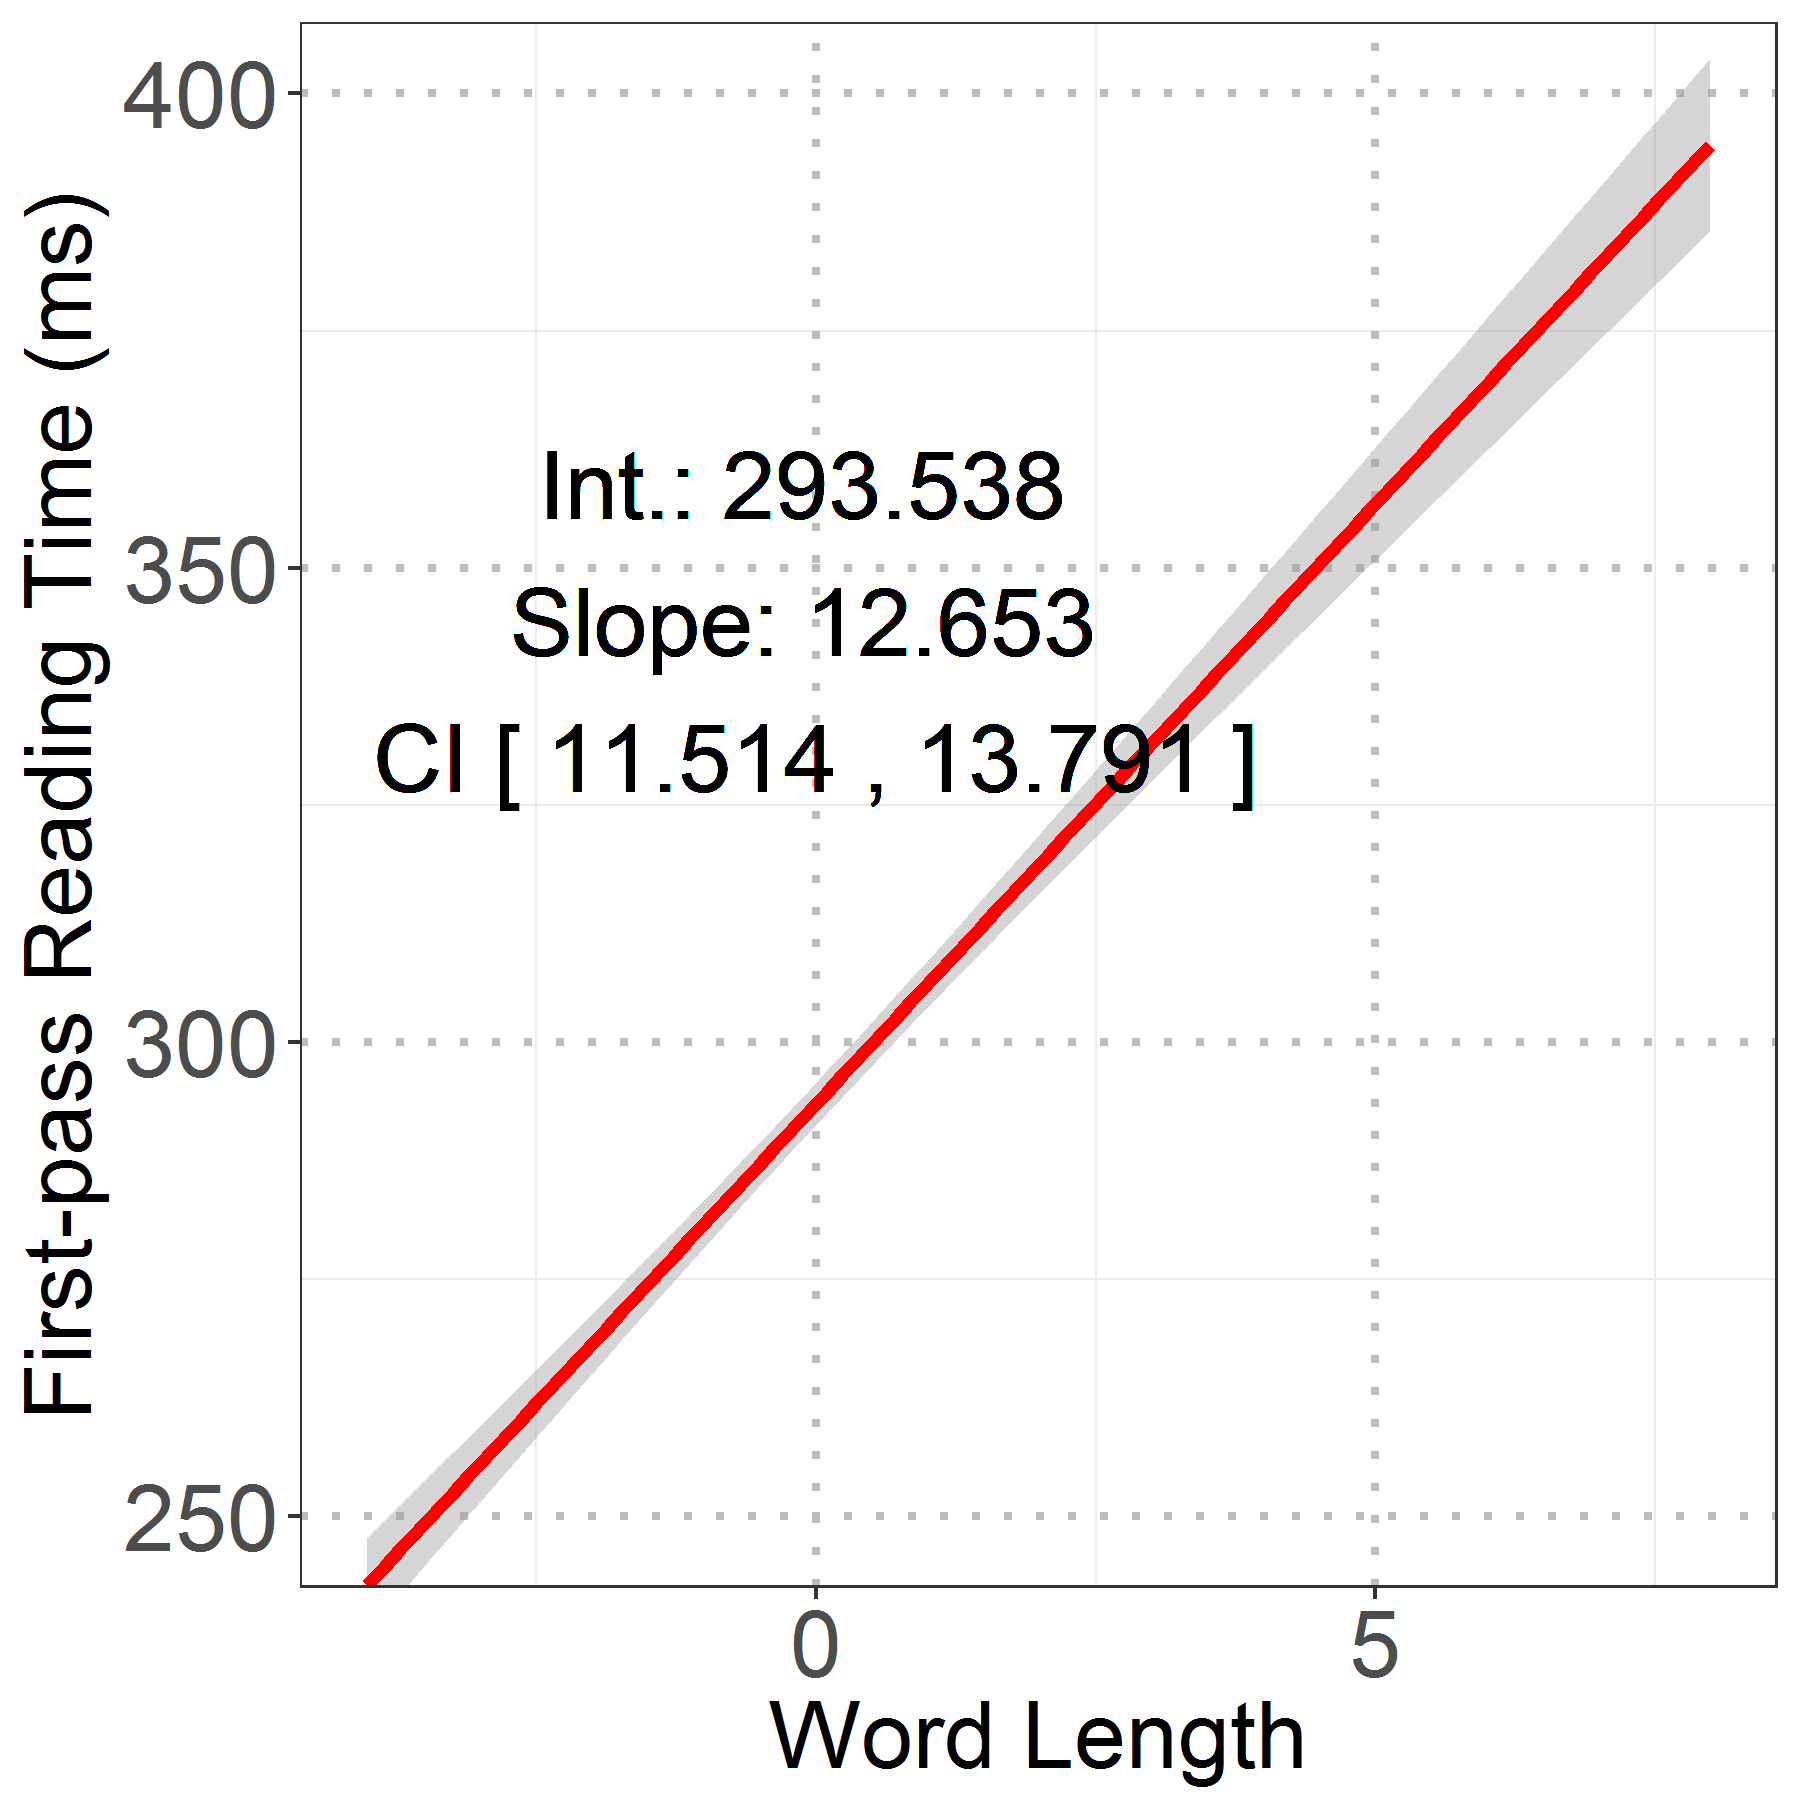 First-pass Reading Time (ms)
400
350
300
250
Int.: 293.538
Slope: 12.653
CI [ 11.514 , 13.791 ]
0 5
Word Length